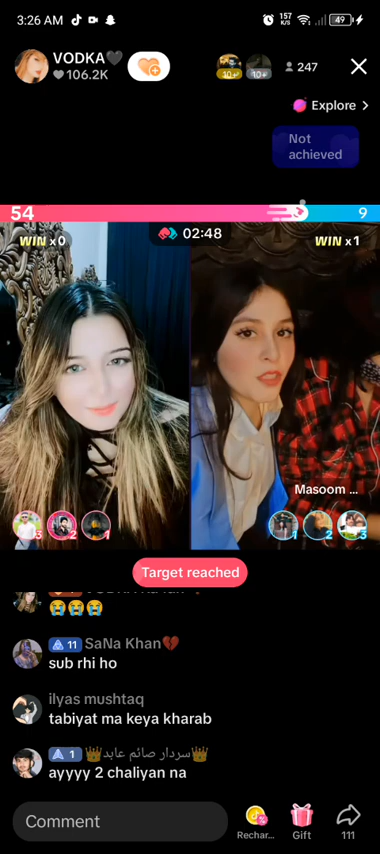 3:26 AM
157
K/S
49
VODKA🖤
106.2K
10+
10+
247
Explore >
Not
achieved
54
9
WIN x0
02:48
WIN x1
Masoom ...
3
2
1
1
2
3
Target reached
😭😭😭
11 SaNa Khan💔
sub rhi ho
ilyas mushtaq
tabiyat ma keya kharab
1 👑سردار صائم عابد👑
ayyyy 2 chaliyan na
Comment
Rechar...
Gift
111